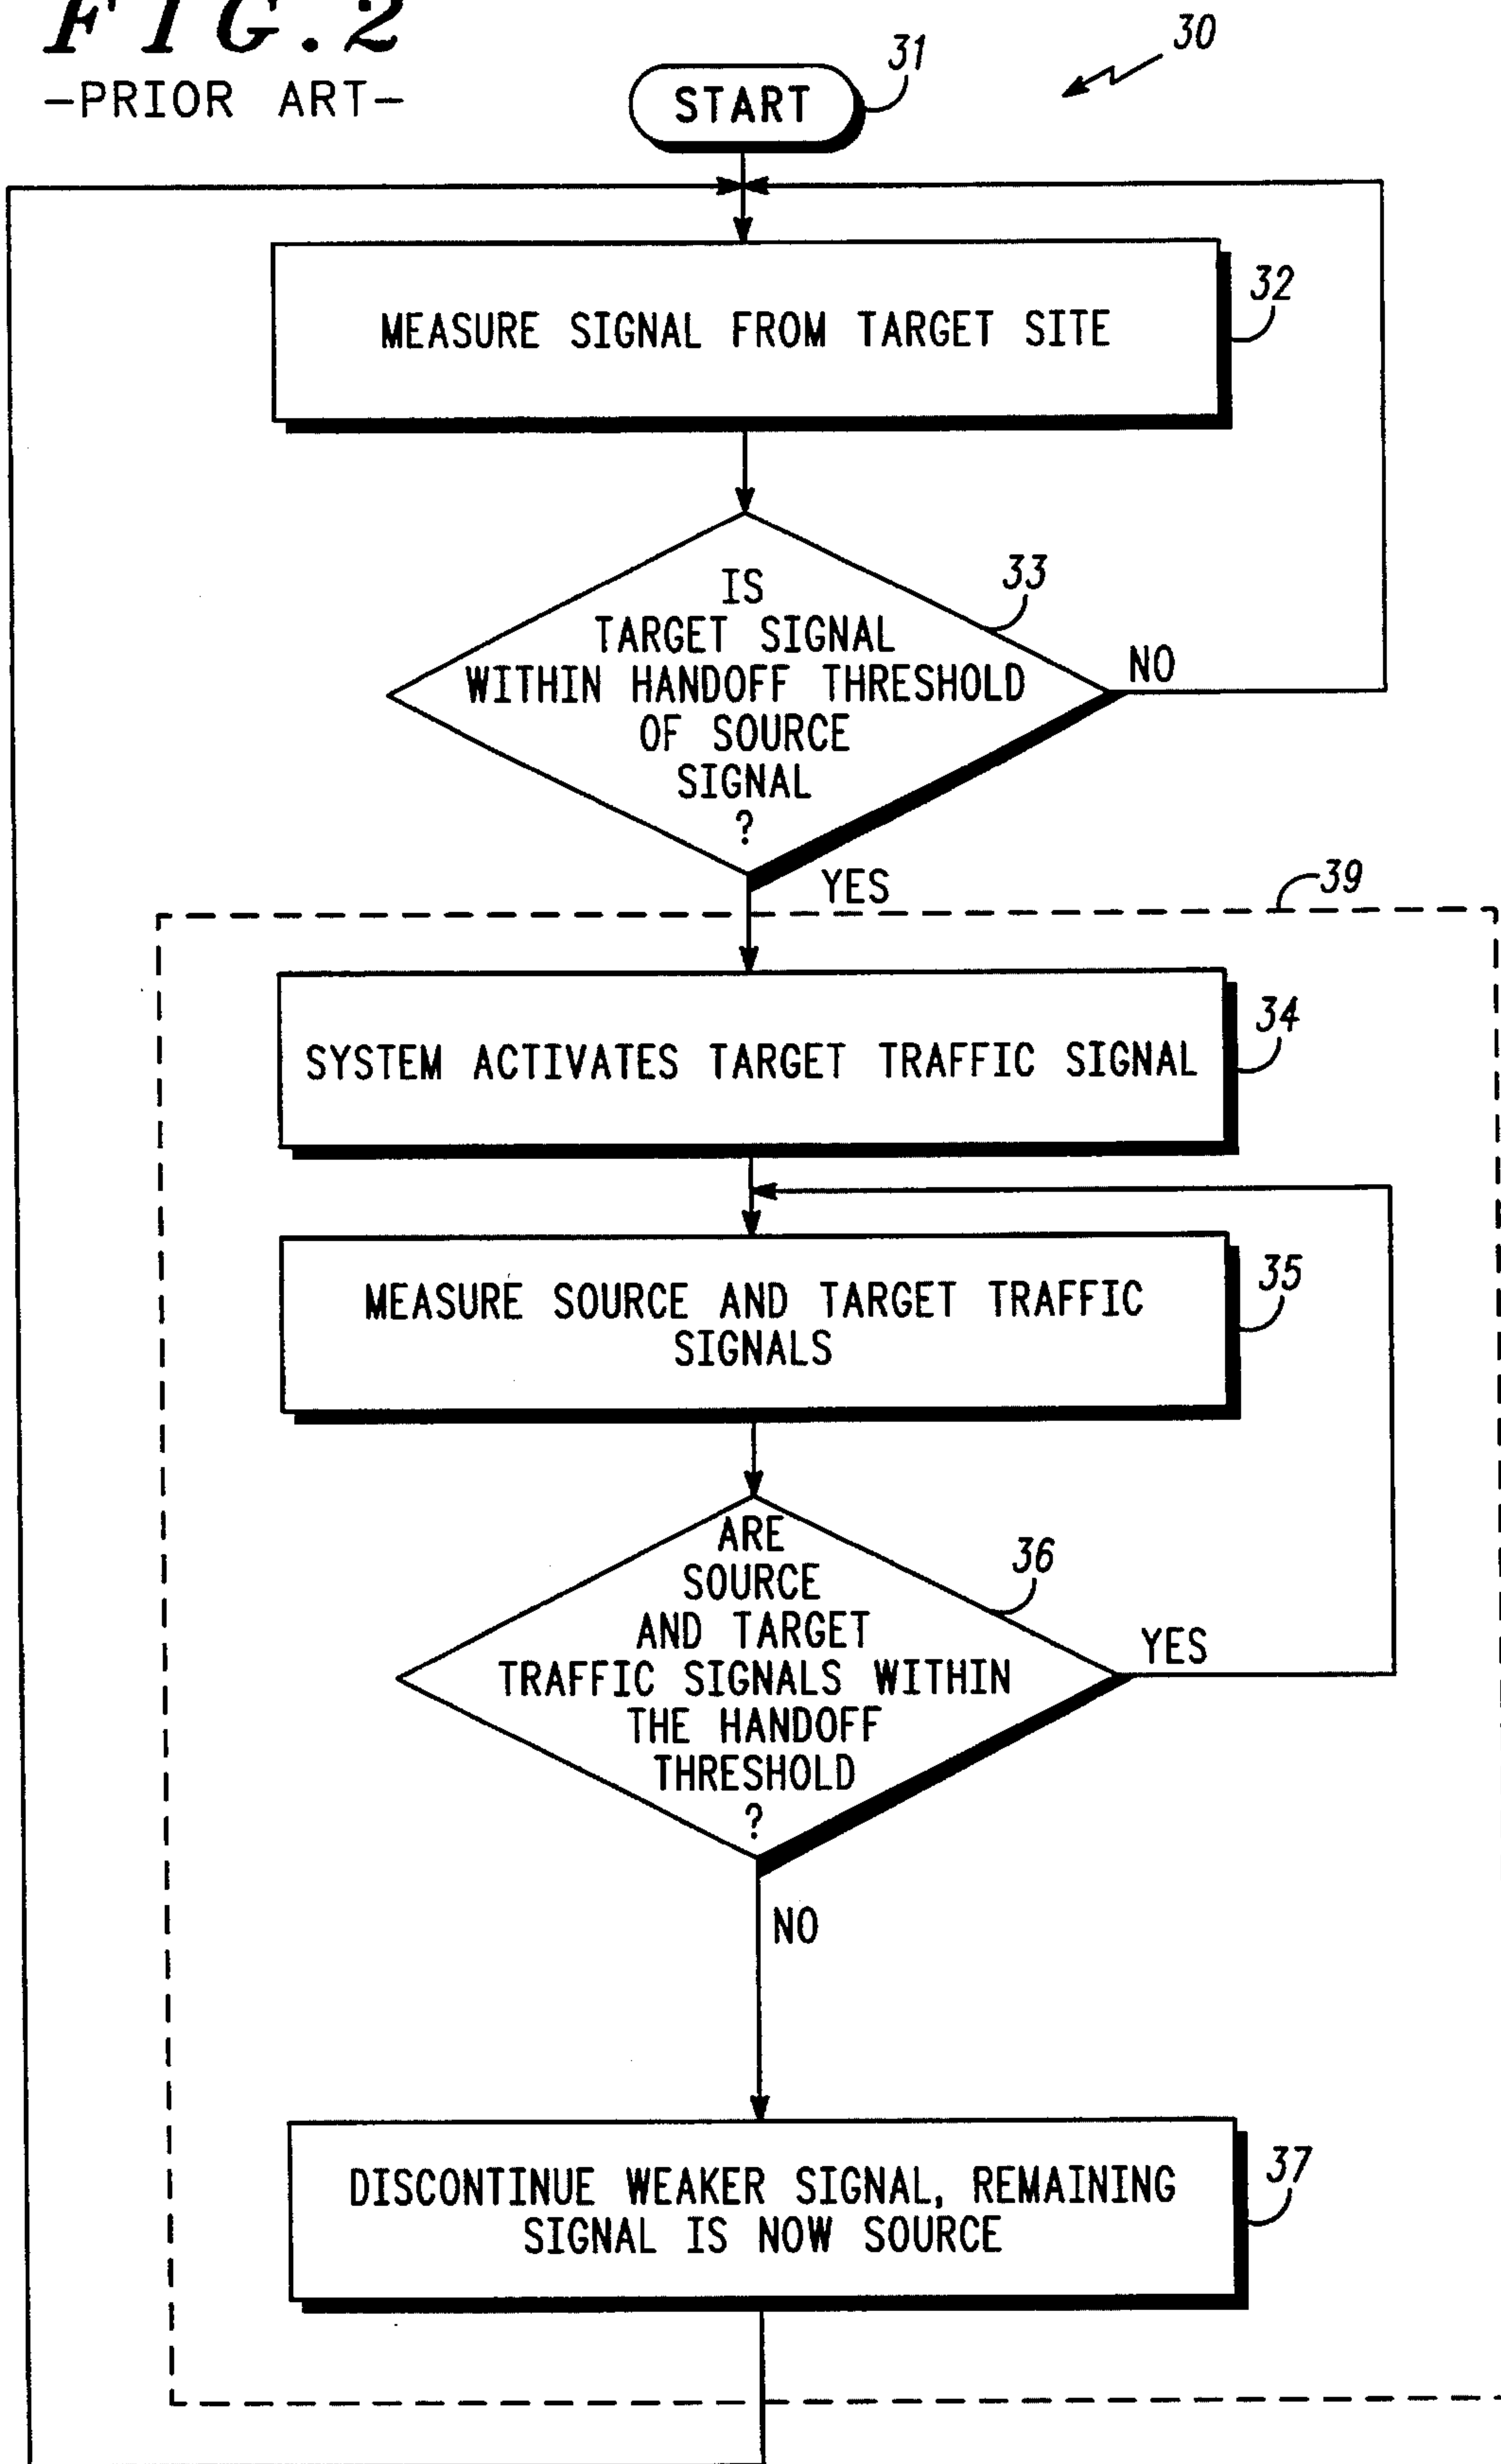 FIG. 2
-PRIOR ART-
30
START
31
MEASURE SIGNAL FROM TARGET SITE
32
IS
TARGET SIGNAL
WITHIN HANDOFF THRESHOLD
OF SOURCE
SIGNAL
?
33
NO
YES
39
SYSTEM ACTIVATES TARGET TRAFFIC SIGNAL
34
MEASURE SOURCE AND TARGET TRAFFIC
SIGNALS
35
ARE
SOURCE
AND TARGET
TRAFFIC SIGNALS WITHIN
THE HANDOFF
THRESHOLD
?
36
YES
NO
DISCONTINUE WEAKER SIGNAL, REMAINING
SIGNAL IS NOW SOURCE
37